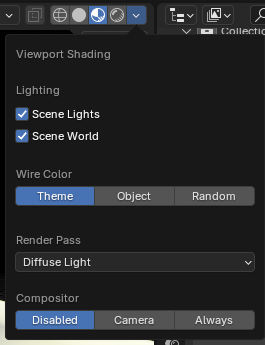 Collectio
Viewport Shading
Lighting
Scene Lights
Scene World
Wire Color
Theme Object Random
Render Pass
Diffuse Light
Compositor
Disabled Camera Always